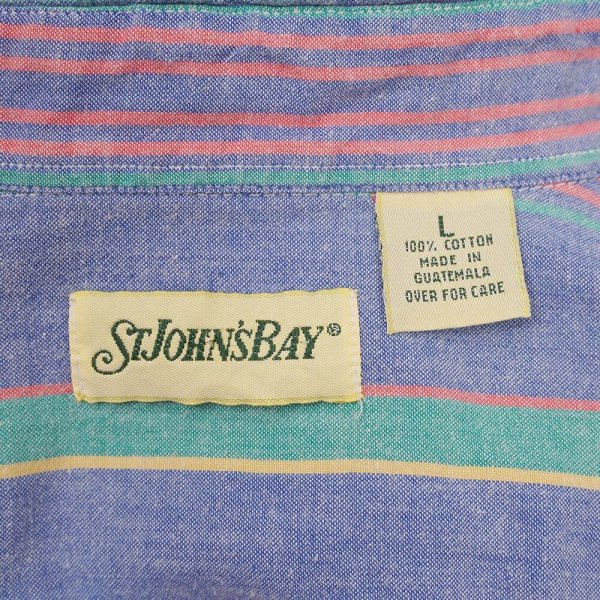 L
100% COTTON
MADE IN
GUATEMALA
OVER FOR CARE
ST.JOHN'S BAY®